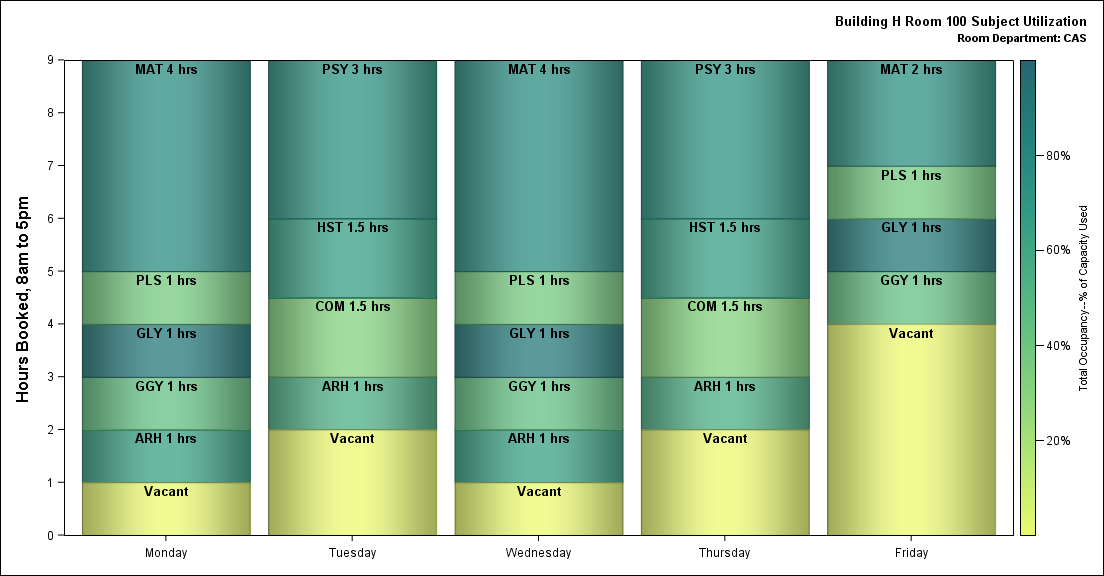 Building H Room 100 Subject Utilization
Room Department: CAS
Hours Booked, 8am to 5pm
9
8
7
6
5
4
3
2
1
0
MAT 4 hrs
PLS 1 hrs
GLY 1 hrs
GGY 1 hrs
ARH 1 hrs
Vacant
Monday
PSY 3 hrs
HST 1.5 hrs
COM 1.5 hrs
ARH 1 hrs
Vacant
Tuesday
MAT 4 hrs
PLS 1 hrs
GLY 1 hrs
GGY 1 hrs
ARH 1 hrs
Vacant
Wednesday
PSY 3 hrs
HST 1.5 hrs
COM 1.5 hrs
ARH 1 hrs
Vacant
Thursday
MAT 2 hrs
PLS 1 hrs
GLY 1 hrs
GGY 1 hrs
Vacant
Friday
80%
60%
40%
20%
Total Occupancy--% of Capacity Used